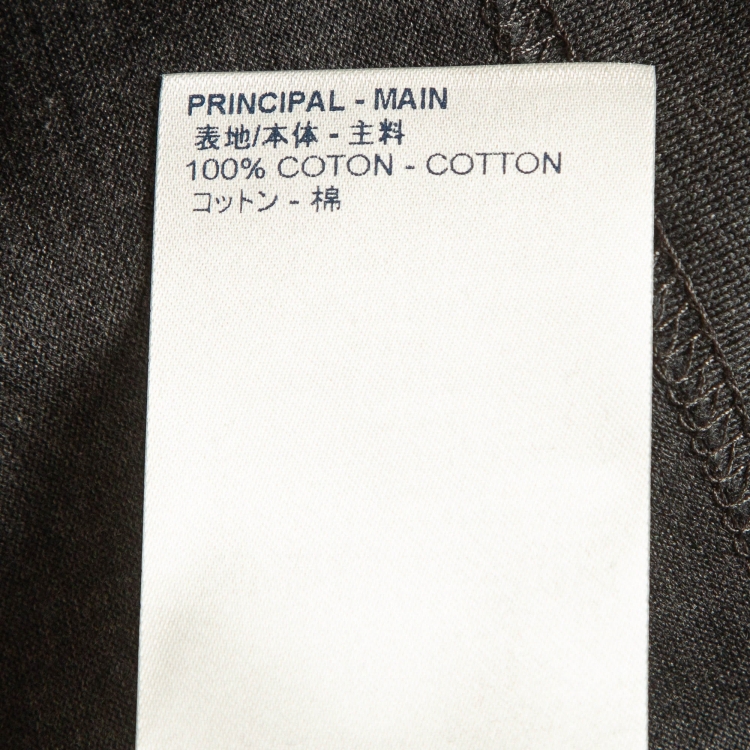 PRINCIPAL - MAIN
表地/本体 - 主料
100% COTON - COTTON
コットン - 棉